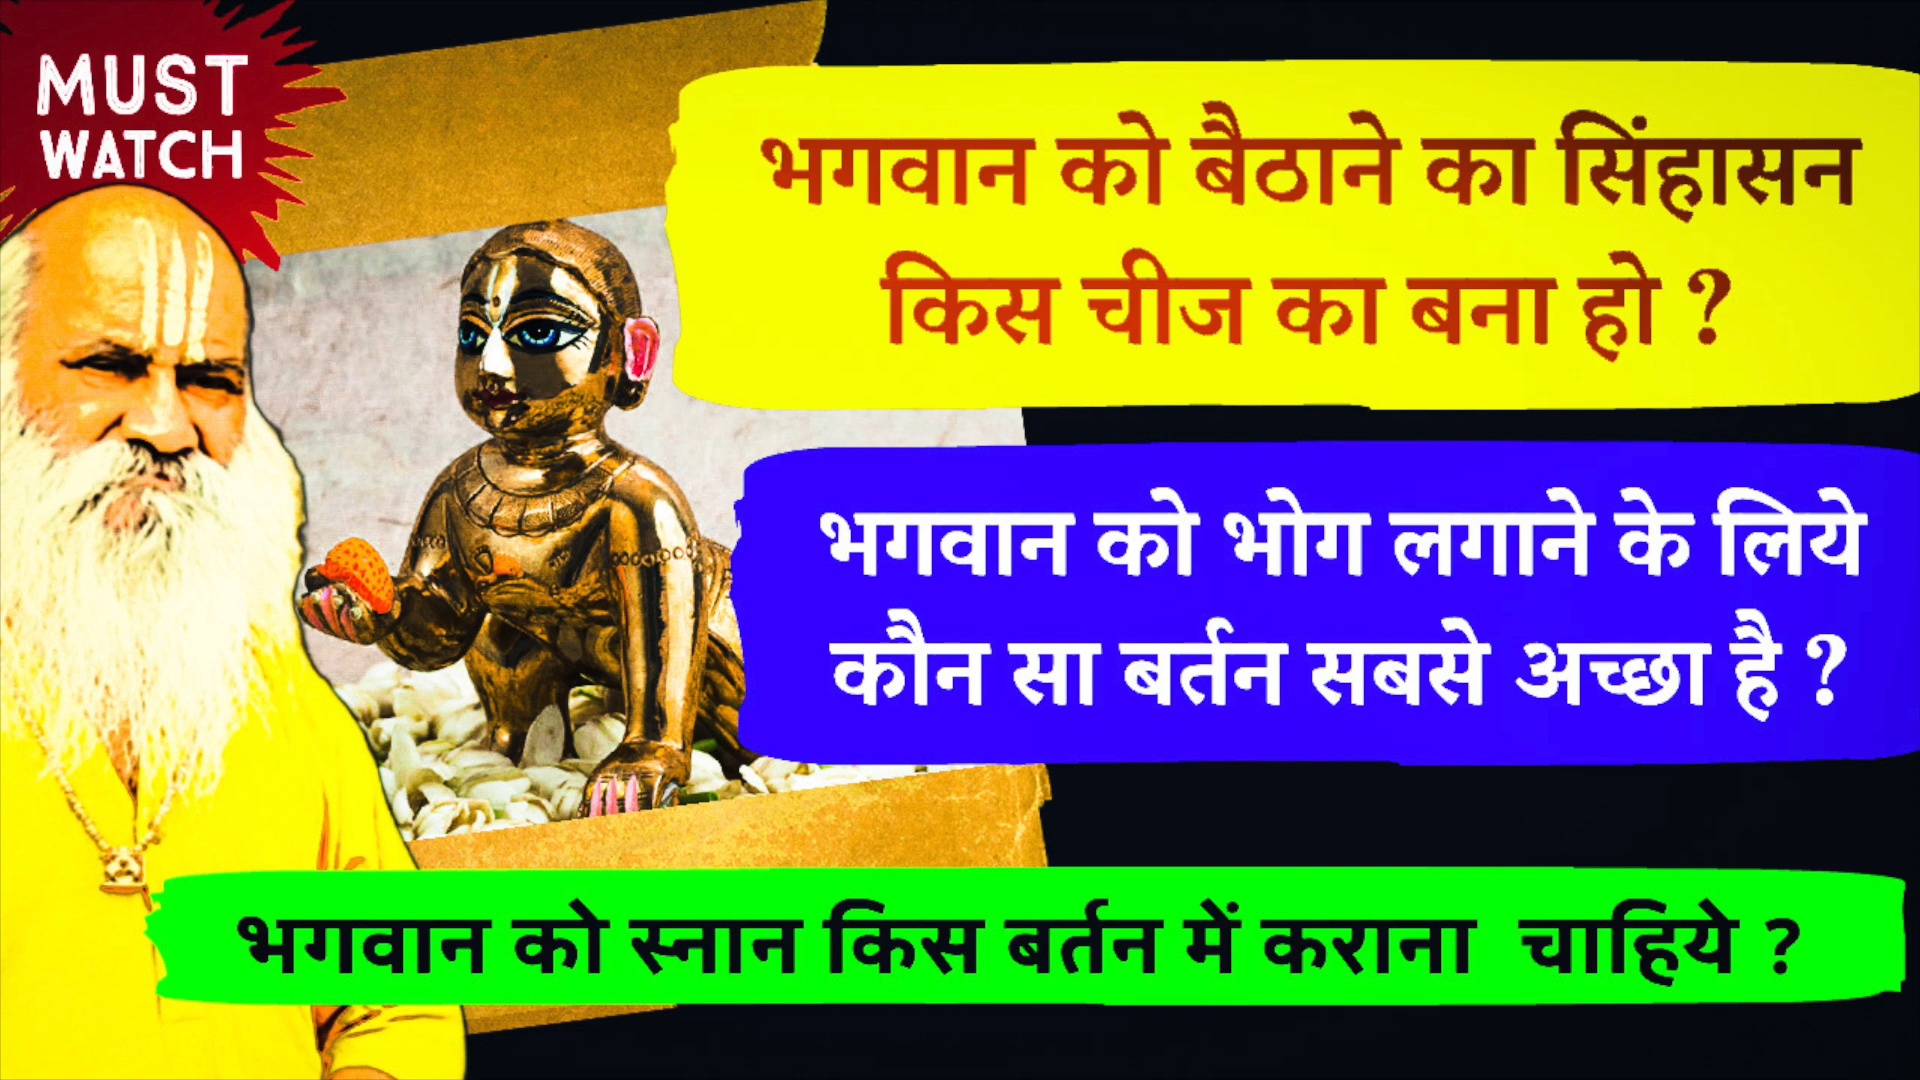 MUST
WATCH
भगवान को बैठाने का सिंहासन
किस चीज का बना हो ?
भगवान को भोग लगाने के लिये
कौन सा बर्तन सबसे अच्छा है ?
भगवान को स्नान किस बर्तन में कराना चाहिये ?